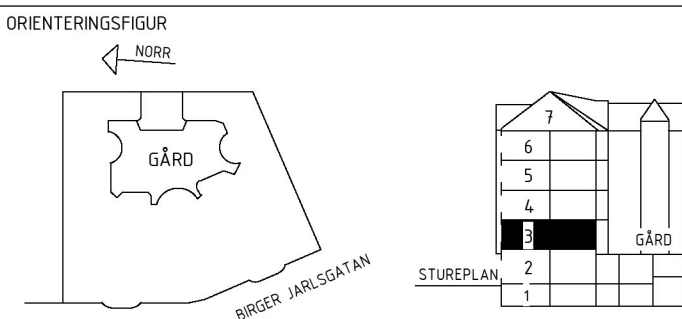 ORIENTERINGSFIGUR
NORR
GÅRD
BIRGER JARLSGATAN
7
6
5
4
3
GÅRD
STUREPLAN
2
1